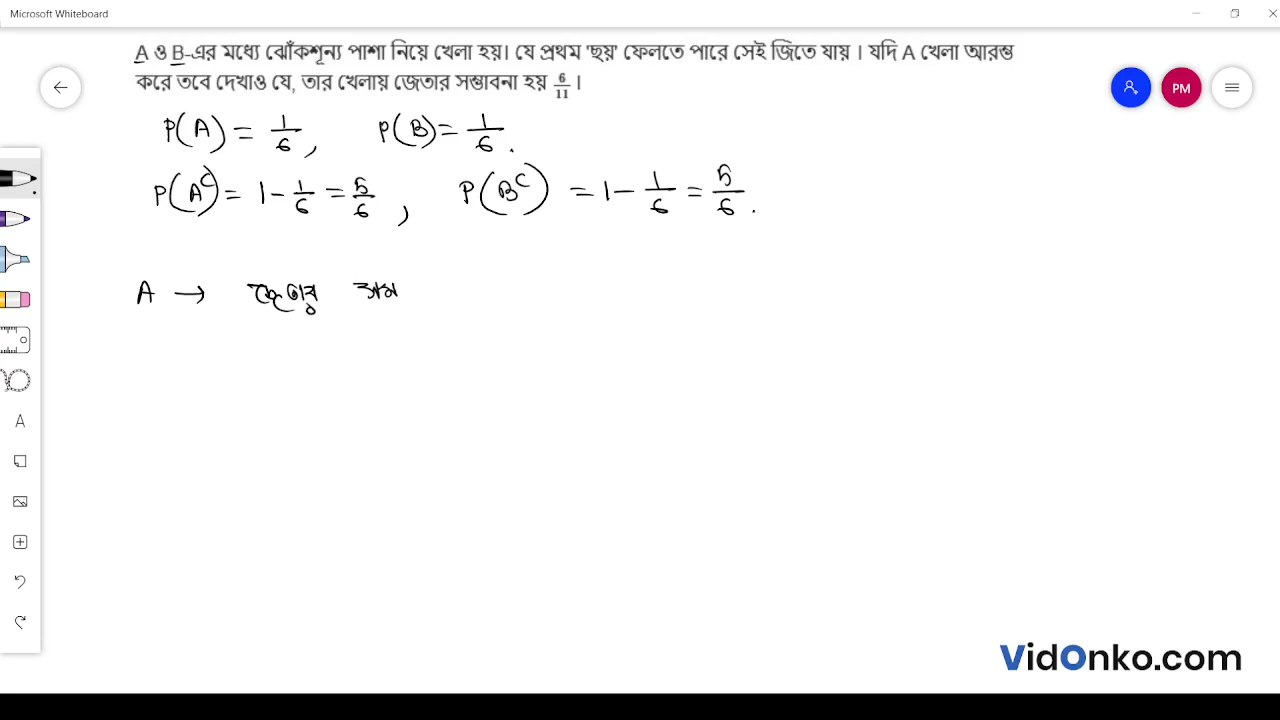 Microsoft Whiteboard
A ও B-এর মধ্যে ঝোঁকশূন্য পাশা নিয়ে খেলা হয়। যে প্রথম 'ছয়' ফেলতে পারে সেই জিতে যায় । যদি A খেলা আরম্ভ
করে তবে দেখাও যে, তার খেলায় জেতার সম্ভাবনা হয় 6/11 ।
PM
P(A) = 1/6, P(B) = 1/6.
P(A^C) = 1 - 1/6 = 5/6, P(B^C) = 1 - 1/6 = 5/6.
A → জেতার
A
VidOnko.com